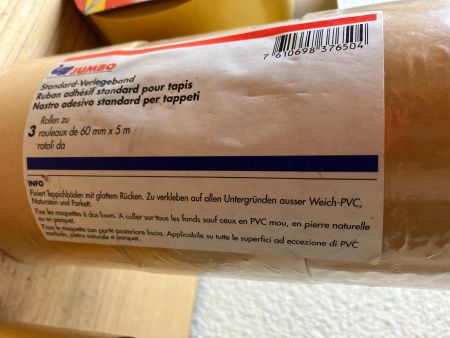 7610698376504
JUMBO
Standard-Verlegeband
Ruban adhésif standard pour tapis
Nastro adesivo standard per tappeti
Rollen zu
3 rouleaux de 60 mm x 5 m
rotoli da
INFO
Fixiert Teppichböden mit glattem Rücken. Zu verkleben auf allen Untergründen ausser Weich-PVC,
Naturstein und Parkett.
Fixe les moquettes à dos lisses. A coller sur tous les fonds sauf ceux en PVC mou, en pierre naturelle
ou en parquet.
Fissa le moquette con parte posteriore liscia. Applicabile su tutte le superfici ad eccezione di PVC
morbido, pietra naturale e parquet.